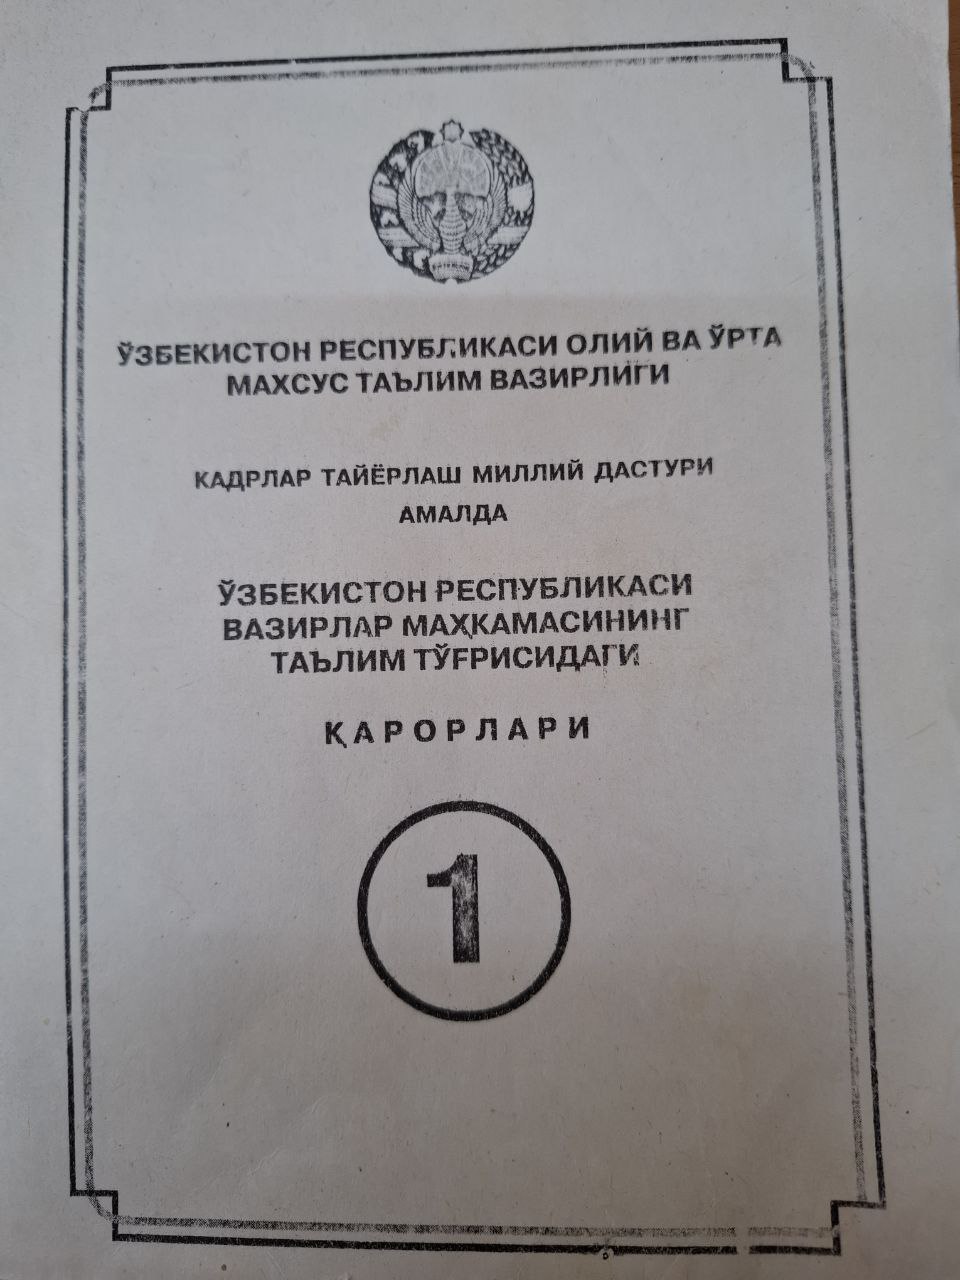 ЎЗБЕКИСТОН РЕСПУБЛИКАСИ ОЛИЙ ВА ЎРТА
МАХСУС ТАЪЛИМ ВАЗИРЛИГИ
КАДРЛАР ТАЙЁРЛАШ МИЛЛИЙ ДАСТУРИ
АМАЛДА
ЎЗБЕКИСТОН РЕСПУБЛИКАСИ
ВАЗИРЛАР МАҲКАМАСИНИНГ
ТАЪЛИМ ТЎҒРИСИДАГИ
ҚАРОРЛАРИ
1